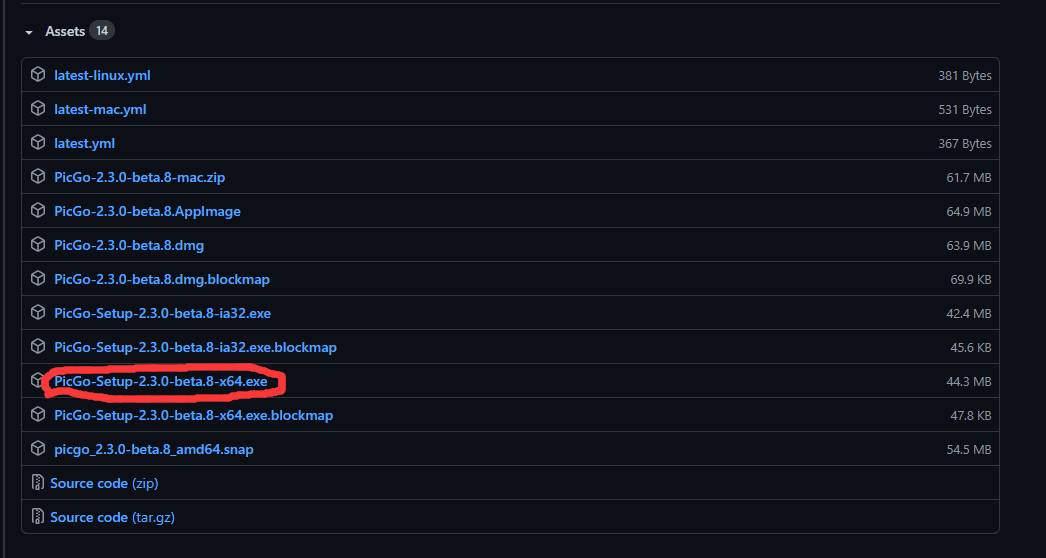 Assets 14
latest-linux.yml 381 Bytes
latest-mac.yml 531 Bytes
latest.yml 367 Bytes
PicGo-2.3.0-beta.8-mac.zip 61.7 MB
PicGo-2.3.0-beta.8.AppImage 64.9 MB
PicGo-2.3.0-beta.8.dmg 63.9 MB
PicGo-2.3.0-beta.8.dmg.blockmap 69.9 KB
PicGo-Setup-2.3.0-beta.8-ia32.exe 42.4 MB
PicGo-Setup-2.3.0-beta.8-ia32.exe.blockmap 45.6 KB
PicGo-Setup-2.3.0-beta.8-x64.exe 44.3 MB
PicGo-Setup-2.3.0-beta.8-x64.exe.blockmap 47.8 KB
picgo_2.3.0-beta.8_amd64.snap 54.5 MB
Source code (zip)
Source code (tar.gz)